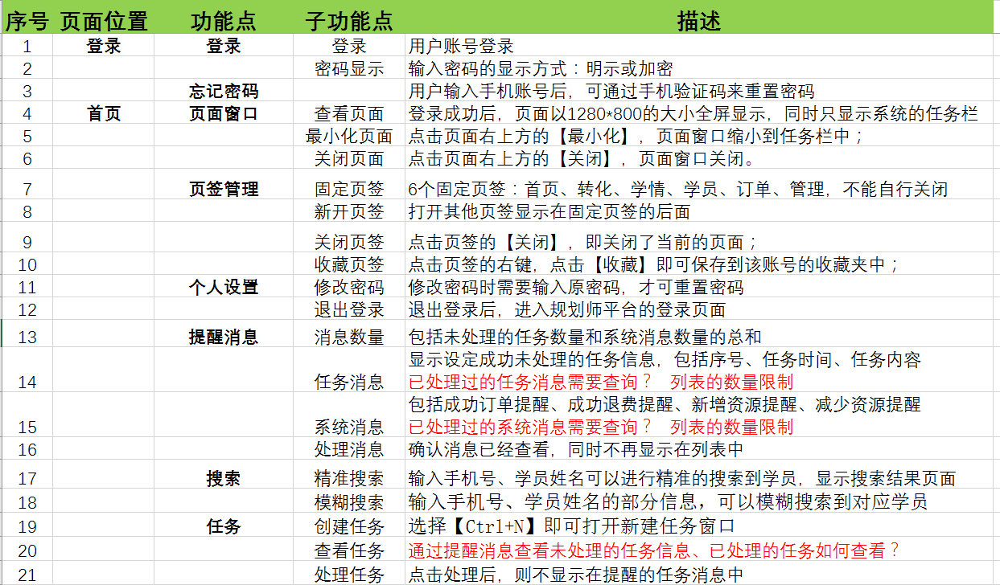 序号 页面位置 功能点 子功能点 描述
1 登录 登录 登录 用户账号登录
2 密码显示 输入密码的显示方式：明示或加密
3 忘记密码 用户输入手机账号后，可通过手机验证码来重置密码
4 首页 页面窗口 查看页面 登录成功后，页面以1280*800的大小全屏显示，同时只显示系统的任务栏
5 最小化页面 点击页面右上方的【最小化】，页面窗口缩小到任务栏中；
6 关闭页面 点击页面右上方的【关闭】，页面窗口关闭。
7 页签管理 固定页签 6个固定页签：首页、转化、学情、学员、订单、管理，不能自行关闭
8 新开页签 打开其他页签显示在固定页签的后面
9 关闭页签 点击页签的【关闭】，即关闭了当前的页面；
10 收藏页签 点击页签的右键，点击【收藏】即可保存到该账号的收藏夹中；
11 个人设置 修改密码 修改密码时需要输入原密码，才可重置密码
12 退出登录 退出登录后，进入规划师平台的登录页面
13 提醒消息 消息数量 包括未处理的任务数量和系统消息数量的总和
显示设定成功未处理的任务信息，包括序号、任务时间、任务内容
14 任务消息 已处理过的任务消息需要查询？ 列表的数量限制
包括成功订单提醒、成功退费提醒、新增资源提醒、减少资源提醒
15 系统消息 已处理过的系统消息需要查询？ 列表的数量限制
16 处理消息 确认消息已经查看，同时不再显示在列表中
17 搜索 精准搜索 输入手机号、学员姓名可以进行精准的搜索到学员，显示搜索结果页面
18 模糊搜索 输入手机号、学员姓名的部分信息，可以模糊搜索到对应学员
19 任务 创建任务 选择【Ctrl+N】即可打开新建任务窗口
20 查看任务 通过提醒消息查看未处理的任务信息、已处理的任务如何查看？
21 处理任务 点击处理后，则不显示在提醒的任务消息中